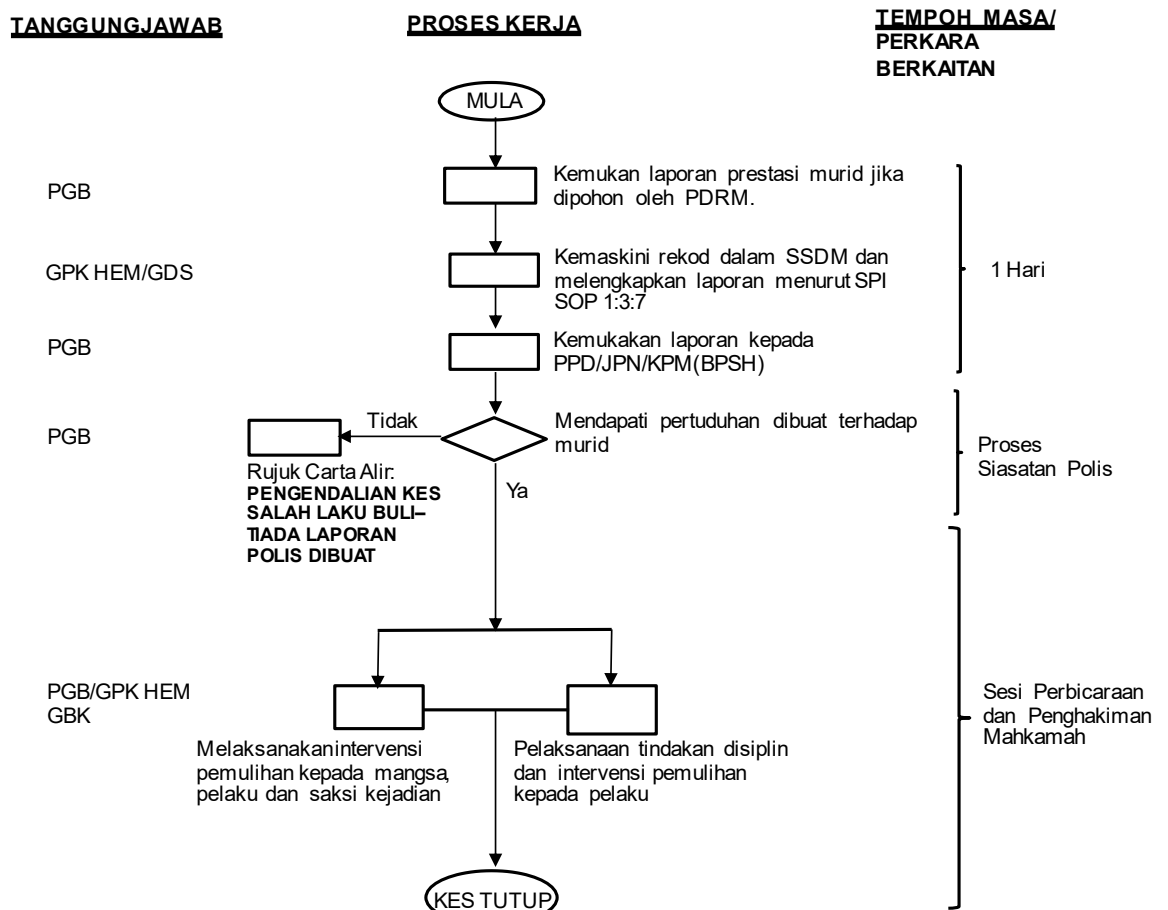 TANGGUNGJAWAB
PROSES KERJA
TEMPOH MASA/
PERKARA
BERKAITAN
MULA
PGB
Kemukan laporan prestasi murid jika
dipohon oleh PDRM.
GPK HEM/GDS
Kemaskini rekod dalam SSDM dan
melengkapkan laporan menurut SPI
SOP 1:3:7
1 Hari
PGB
Kemukakan laporan kepada
PPD/JPN/KPM(BPSH)
PGB
Tidak
Mendapati pertuduhan dibuat terhadap
murid
Proses
Siasatan Polis
Rujuk Carta Alir:
PENGENDALIAN KES
SALAH LAKU BULI–
TIADA LAPORAN
POLIS DIBUAT
Ya
PGB/GPK HEM
GBK
Sesi Perbicaraan
dan Penghakiman
Mahkamah
Melaksanakanintervensi
pemulihan kepada mangsa,
pelaku dan saksi kejadian
Pelaksanaan tindakan disiplin
dan intervensi pemulihan
kepada pelaku
KES TUTUP